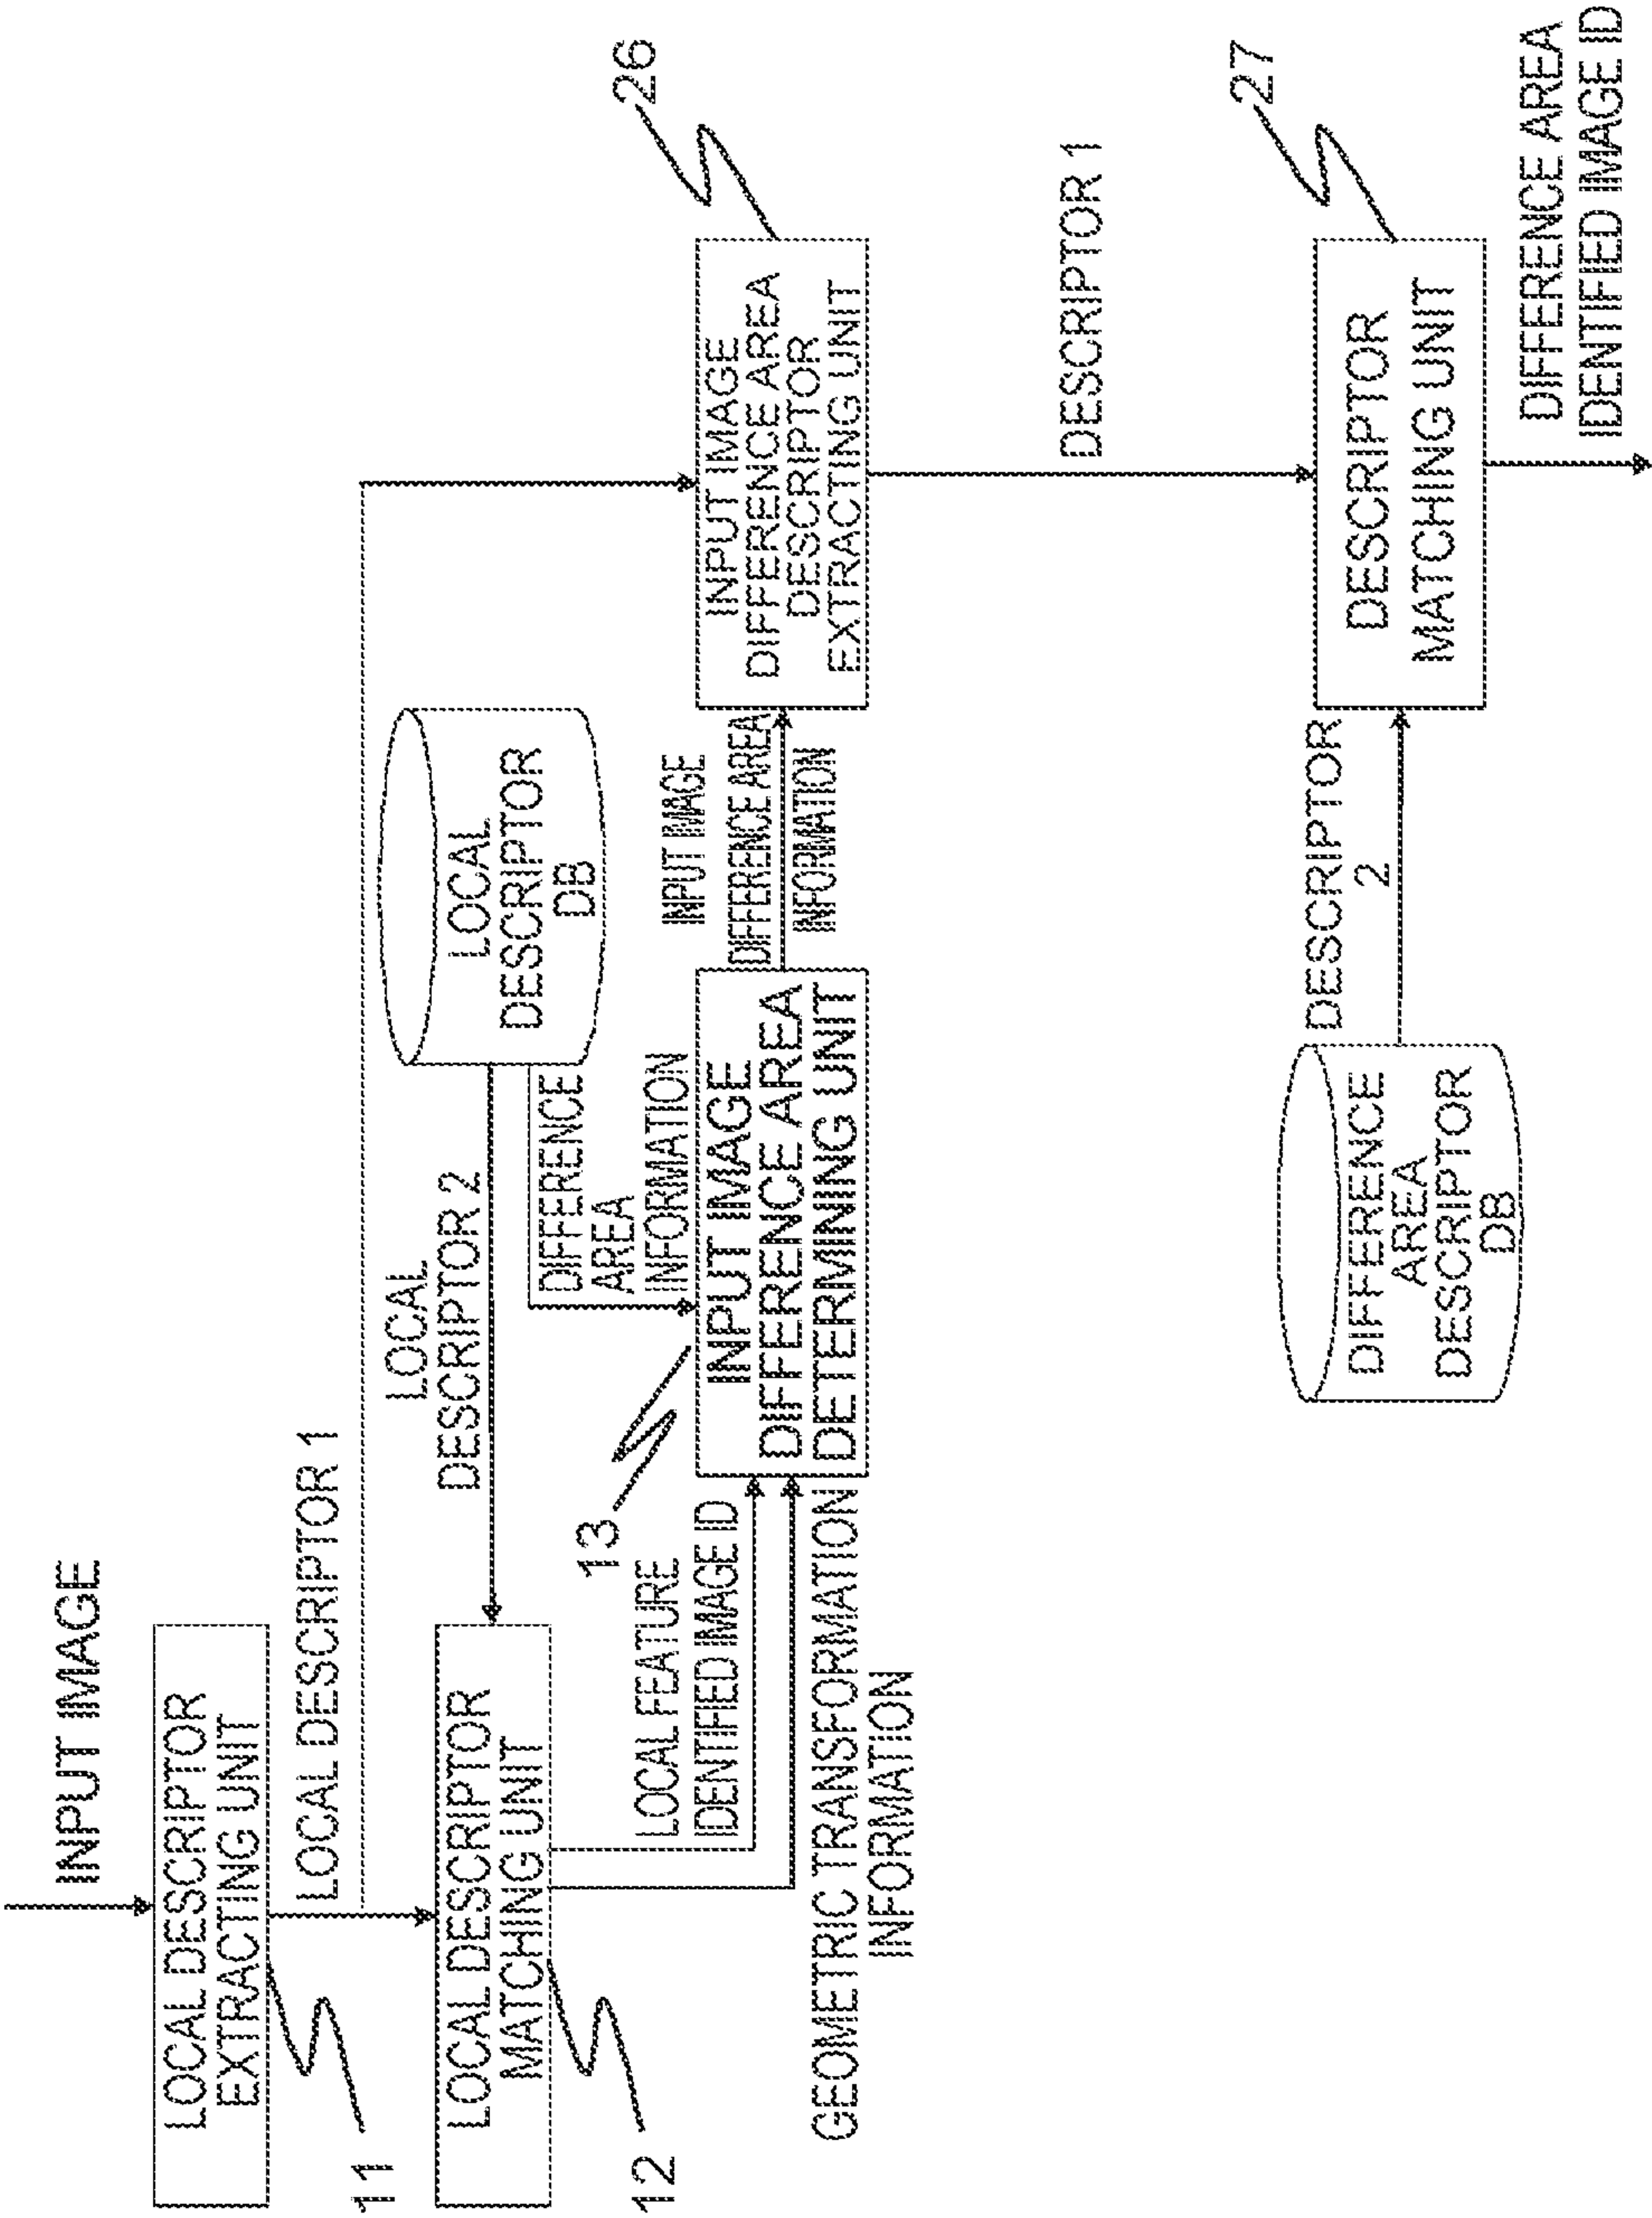 INPUT IMAGE
LOCAL DESCRIPTOR
EXTRACTING UNIT
11
LOCAL DESCRIPTOR 1
LOCAL DESCRIPTOR
MATCHING UNIT
12
LOCAL
DESCRIPTOR 2
LOCAL
DESCRIPTOR
DB
DIFFERENCE
AREA
INFORMATION
13
LOCAL FEATURE
IDENTIFIED IMAGE ID
GEOMETRIC TRANSFORMATION
INFORMATION
INPUT IMAGE
DIFFERENCE AREA
DETERMINING UNIT
INPUT IMAGE
DIFFERENCE AREA
INFORMATION
INPUT IMAGE
DIFFERENCE AREA
DESCRIPTOR
EXTRACTING UNIT
26
DESCRIPTOR 1
DIFFERENCE
AREA
DESCRIPTOR
DB
DESCRIPTOR
2
DESCRIPTOR
MATCHING UNIT
27
DIFFERENCE AREA
IDENTIFIED IMAGE ID